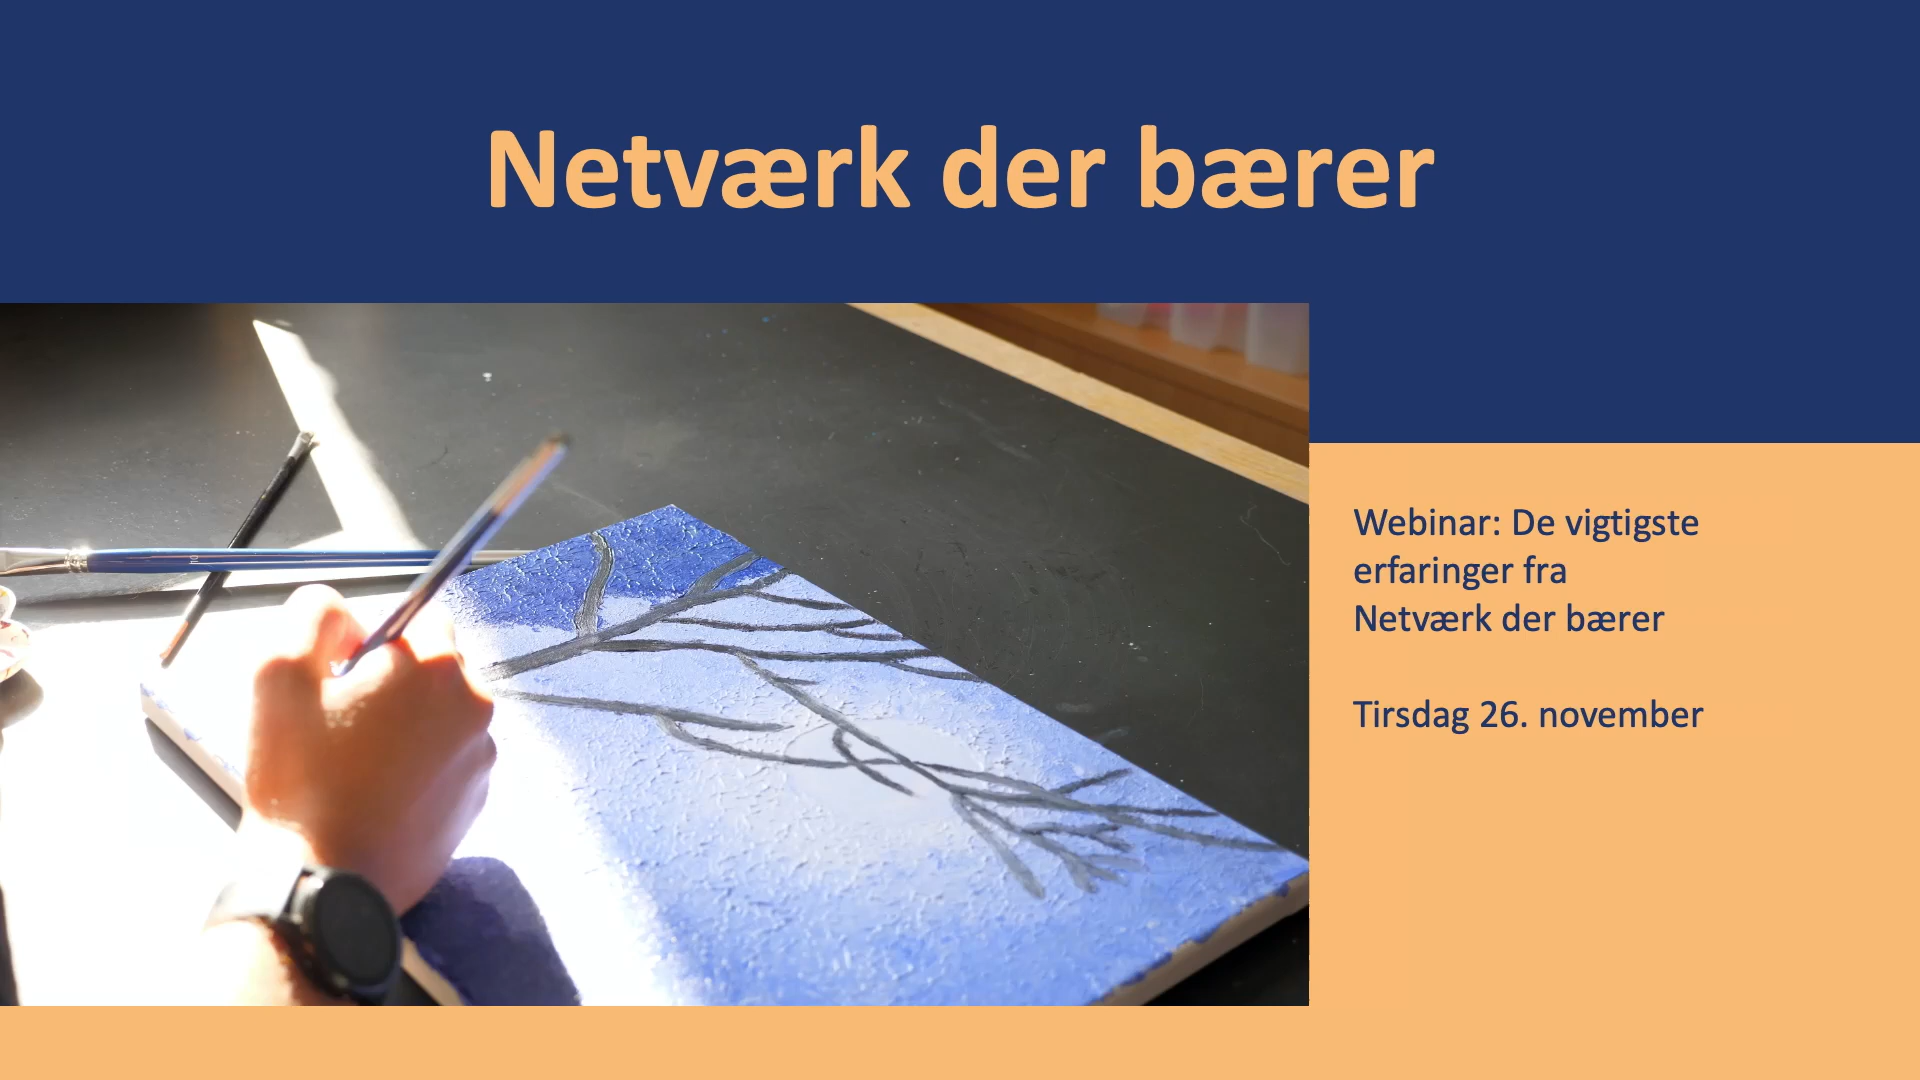 Netværk der bærer
Webinar: De vigtigste
erfaringer fra
Netværk der bærer
Tirsdag 26. november